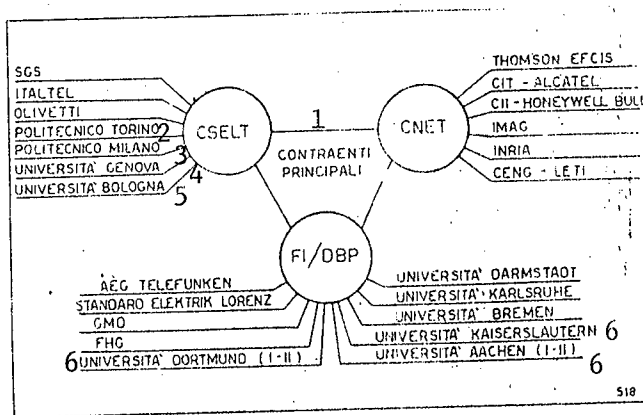 SGS
ITALTEL
OLIVETTI
POLITECNICO TORINO 2
POLITECNICO MILANO 3
UNIVERSITA' GENOVA 4
UNIVERSITA' BOLOGNA 5
CSELT
1
CONTRAENTI
PRINCIPALI
CNET
THOMSON EFCIS
CIT - ALCATEL
CII - HONEYWELL BULL
IMAG
INRIA
CENG - LETI
FI/DBP
AEG TELEFUNKEN
STANDARD ELEKTRIK LORENZ
GMD
FHG
6 UNIVERSITA' DORTMUND (I-II)
UNIVERSITA' DARMSTADT
UNIVERSITA' KARLSRUHE
UNIVERSITA' BREMEN
UNIVERSITA' KAISERSLAUTERN 6
UNIVERSITA' AACHEN (I-II)
6
518